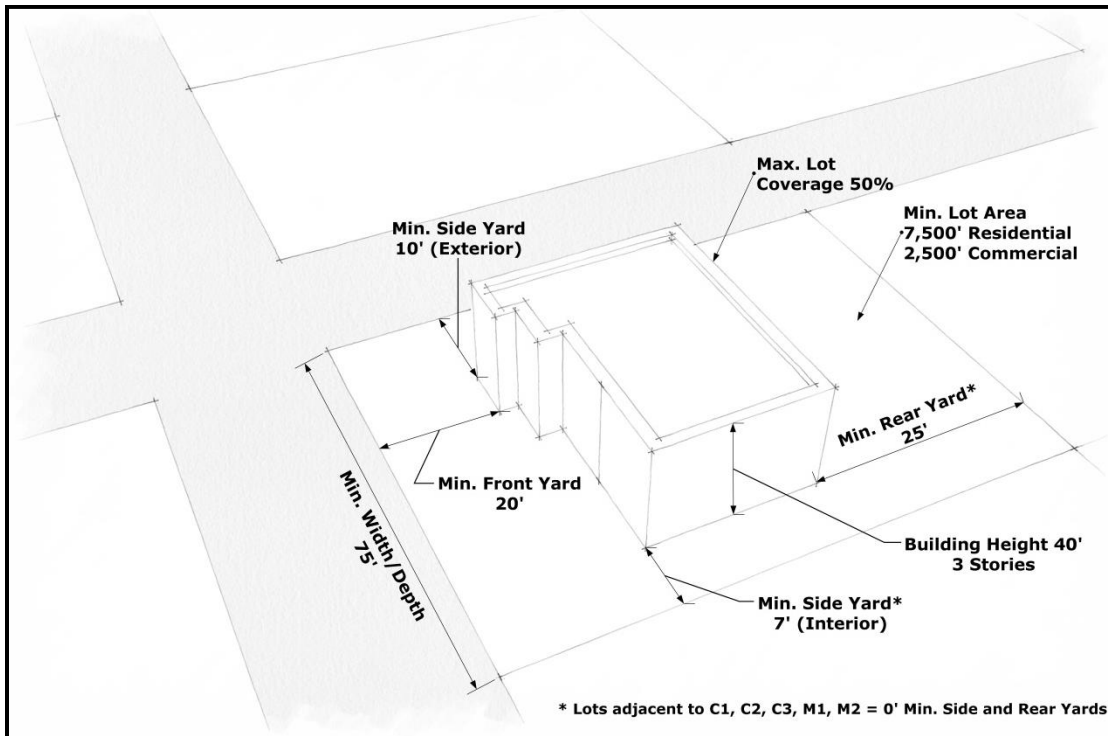 Max. Lot
Coverage 50%
Min. Lot Area
7,500' Residential
2,500' Commercial
Min. Side Yard
10' (Exterior)
Min. Rear Yard*
25'
Min. Front Yard
20'
Min. Width/Depth
75'
Building Height 40'
3 Stories
Min. Side Yard*
7' (Interior)
* Lots adjacent to C1, C2, C3, M1, M2 = 0' Min. Side and Rear Yards